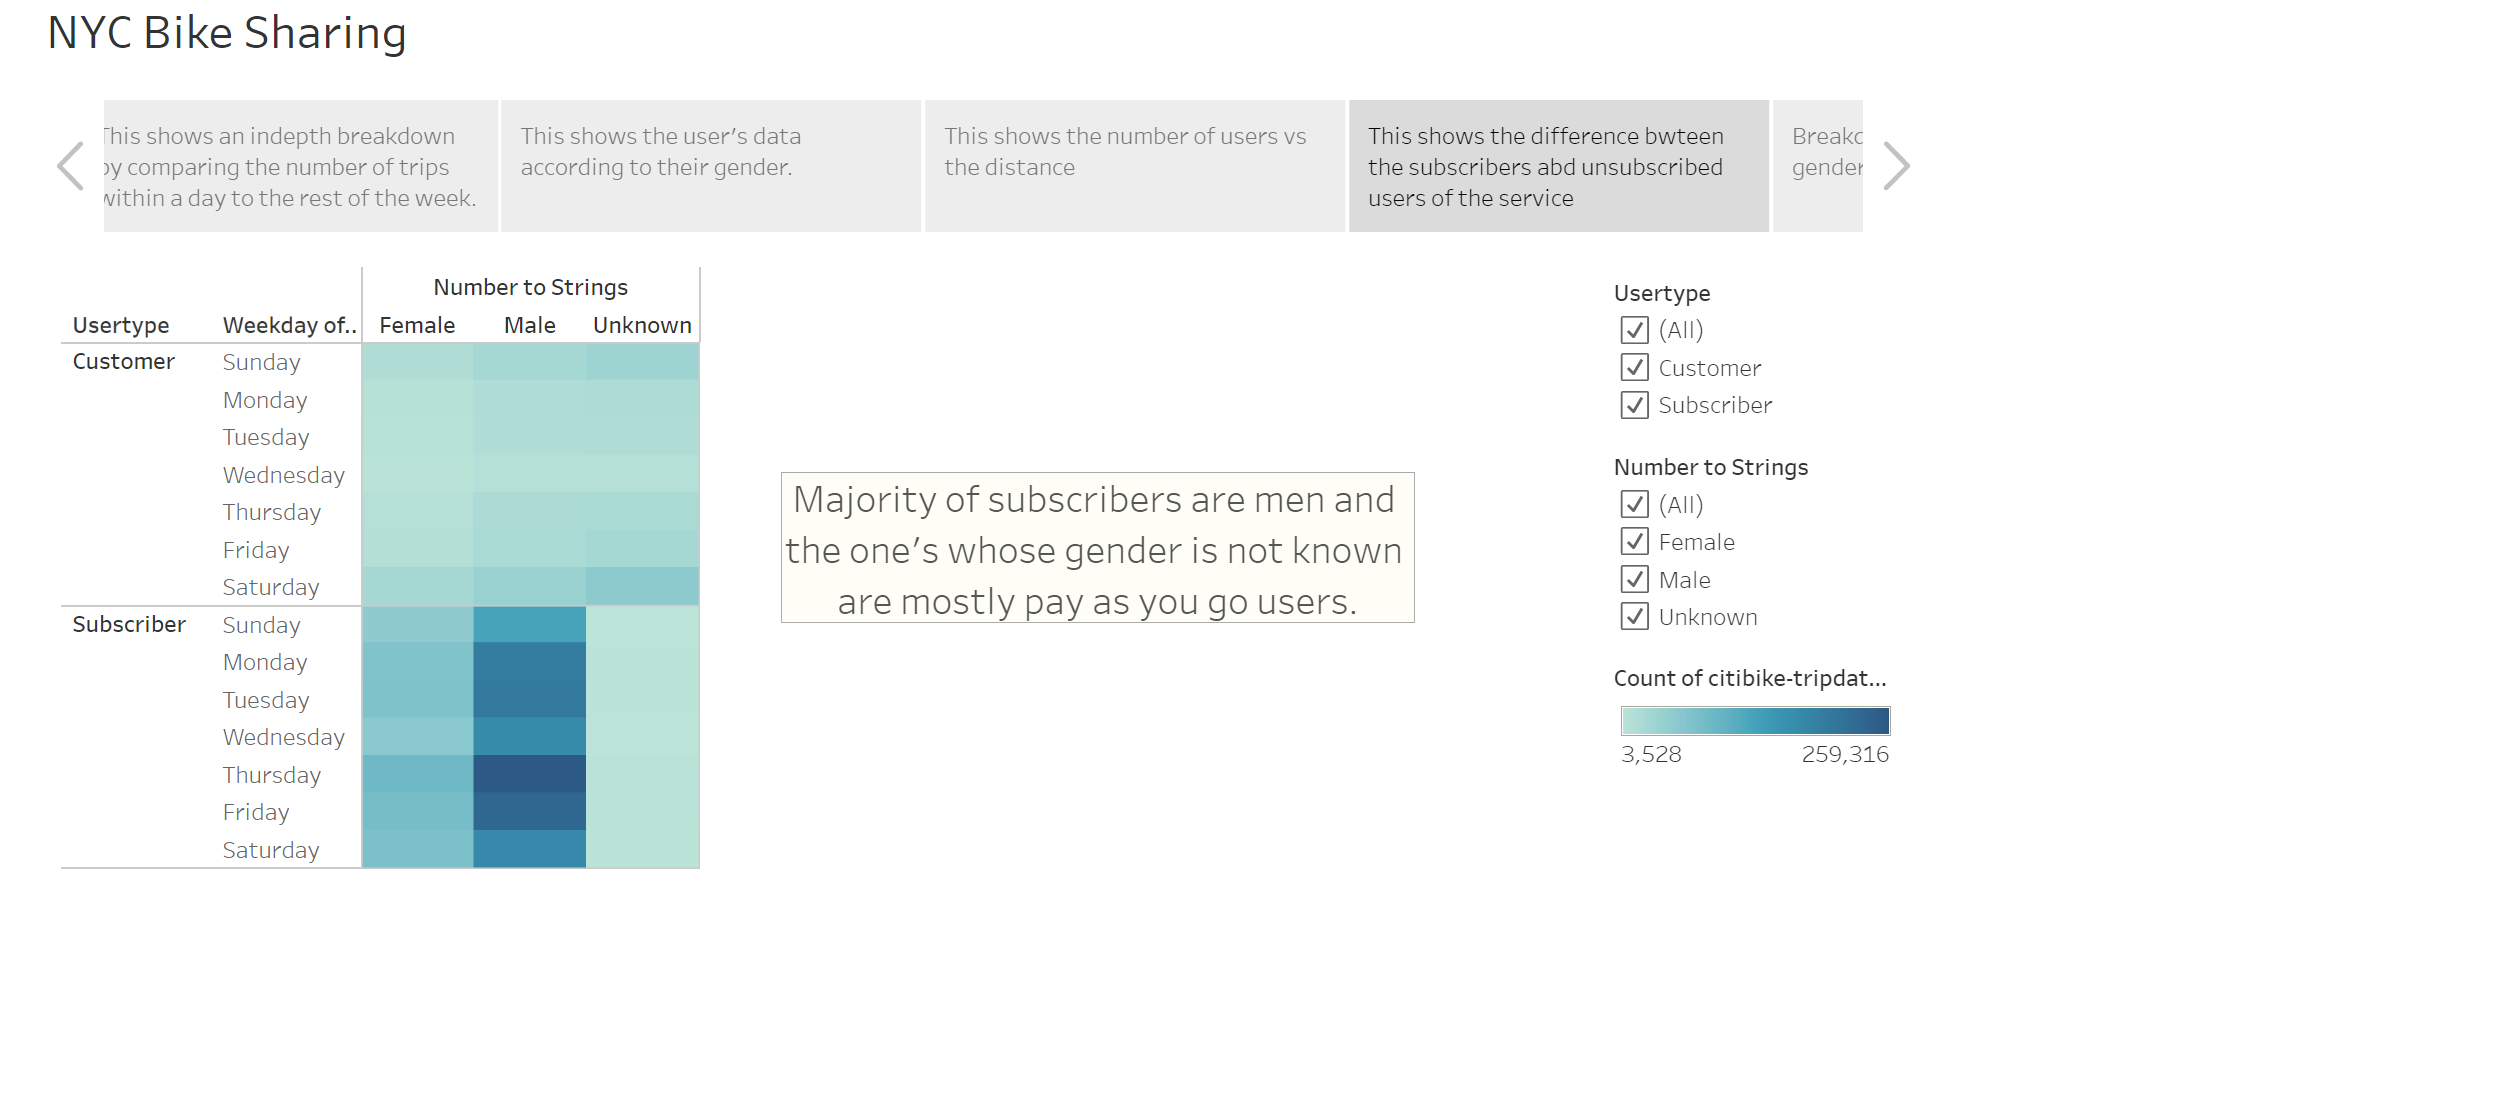 NYC Bike Sharing
This shows an indepth breakdown
by comparing the number of trips
within a day to the rest of the week.
This shows the user's data
according to their gender.
This shows the number of users vs
the distance
This shows the difference bwteen
the subscribers abd unsubscribed
users of the service
gender
Number to Strings
Usertype Weekday of.. Female Male Unknown
Customer Sunday
Monday
Tuesday
Wednesday
Thursday
Friday
Saturday
Subscriber Sunday
Monday
Tuesday
Wednesday
Thursday
Friday
Saturday
Majority of subscribers are men and
the one's whose gender is not known
are mostly pay as you go users.
Usertype
(All)
Customer
Subscriber
Number to Strings
(All)
Female
Male
Unknown
Count of citibike-tripdat...
3,528 259,316